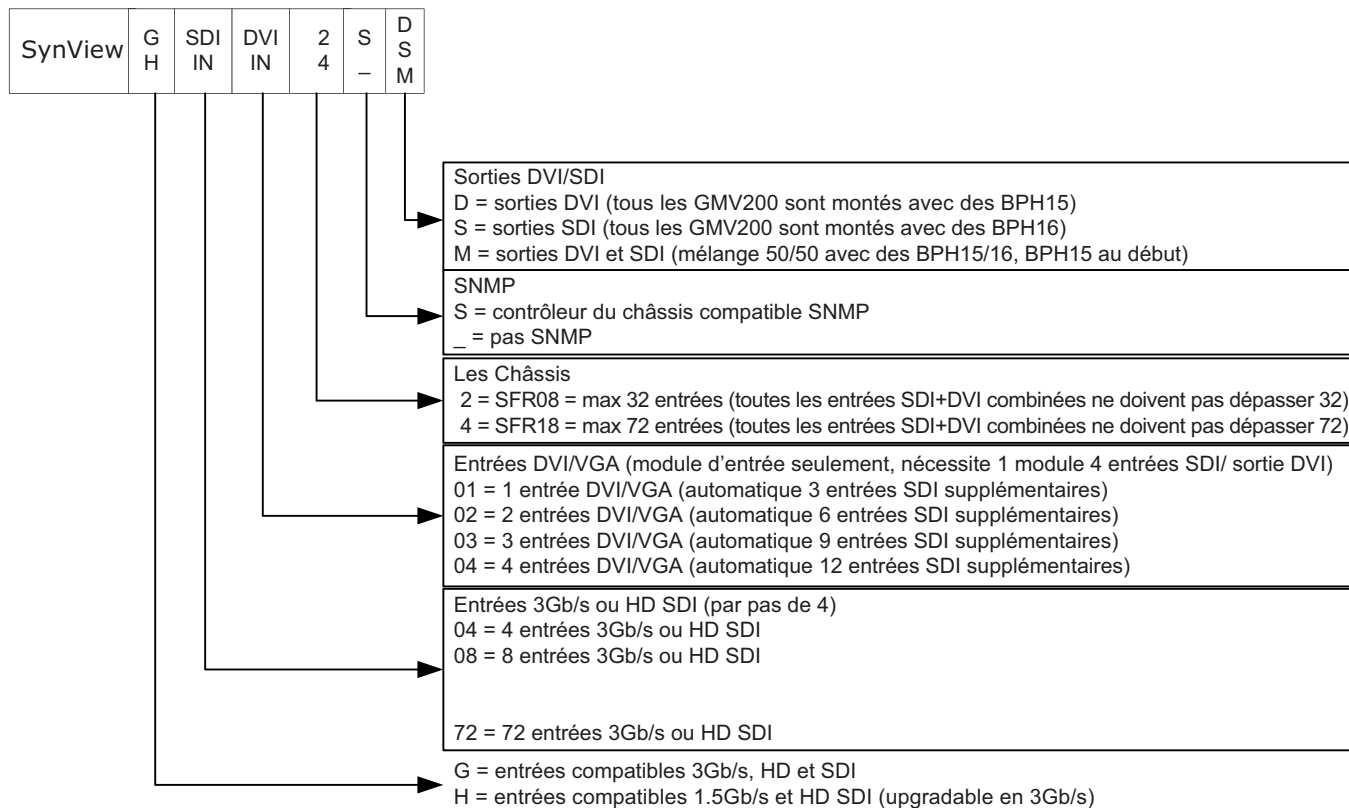 SynView G H SDI IN DVI IN 2 4 S _ D S M
Sorties DVI/SDI
D = sorties DVI (tous les GMV200 sont montés avec des BPH15)
S = sorties SDI (tous les GMV200 sont montés avec des BPH16)
M = sorties DVI et SDI (mélange 50/50 avec des BPH15/16, BPH15 au début)
SNMP
S = contrôleur du châssis compatible SNMP
_ = pas SNMP
Les Châssis
2 = SFR08 = max 32 entrées (toutes les entrées SDI+DVI combinées ne doivent pas dépasser 32)
4 = SFR18 = max 72 entrées (toutes les entrées SDI+DVI combinées ne doivent pas dépasser 72)
Entrées DVI/VGA (module d’entrée seulement, nécessite 1 module 4 entrées SDI/ sortie DVI)
01 = 1 entrée DVI/VGA (automatique 3 entrées SDI supplémentaires)
02 = 2 entrées DVI/VGA (automatique 6 entrées SDI supplémentaires)
03 = 3 entrées DVI/VGA (automatique 9 entrées SDI supplémentaires)
04 = 4 entrées DVI/VGA (automatique 12 entrées SDI supplémentaires)
Entrées 3Gb/s ou HD SDI (par pas de 4)
04 = 4 entrées 3Gb/s ou HD SDI
08 = 8 entrées 3Gb/s ou HD SDI
72 = 72 entrées 3Gb/s ou HD SDI
G = entrées compatibles 3Gb/s, HD et SDI
H = entrées compatibles 1.5Gb/s et HD SDI (upgradable en 3Gb/s)